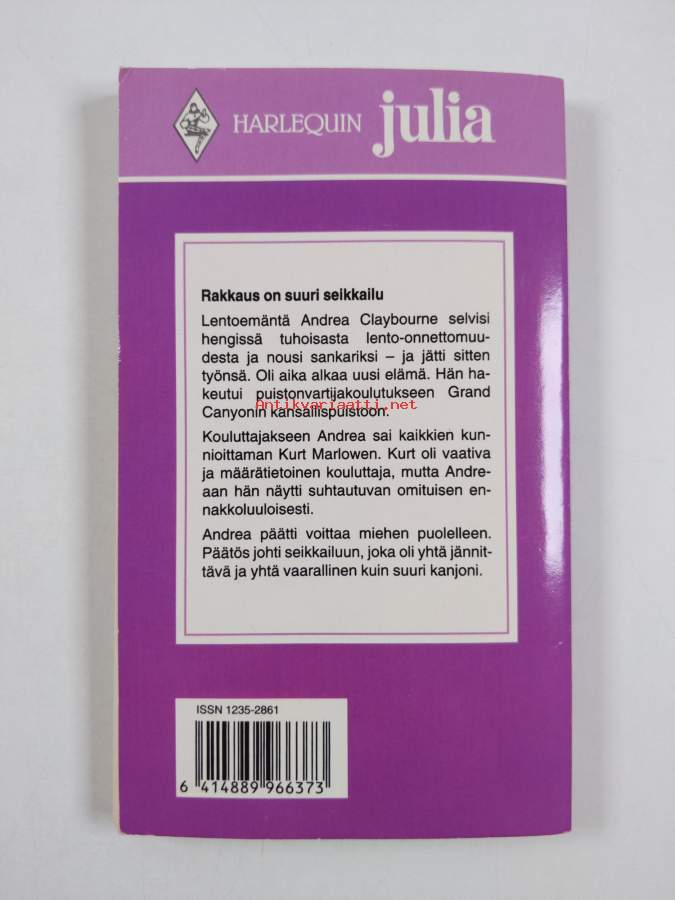 HARLEQUIN julia
Rakkaus on suuri seikkailu
Lentoemäntä Andrea Claybourne selvisi
hengissä tuhoisasta lento-onnettomuu-
desta ja nousi sankariksi – ja jätti sitten
työnsä. Oli aika alkaa uusi elämä. Hän ha-
keutui puistonvartijakoulutukseen Grand
Canyonin kansallispuistoon.
Antikvariaatti.net
Kouluttajakseen Andrea sai kaikkien kun-
nioittaman Kurt Marlowen. Kurt oli vaativa
ja määrätietoinen kouluttaja, mutta Andre-
aan hän näytti suhtautuvan omituisen en-
nakkoluuloisesti.
Andrea päätti voittaa miehen puolelleen.
Päätös johti seikkailuun, joka oli yhtä jännit-
tävä ja yhtä vaarallinen kuin suuri kanjoni.
ISSN 1235-2861
6 414889 966373